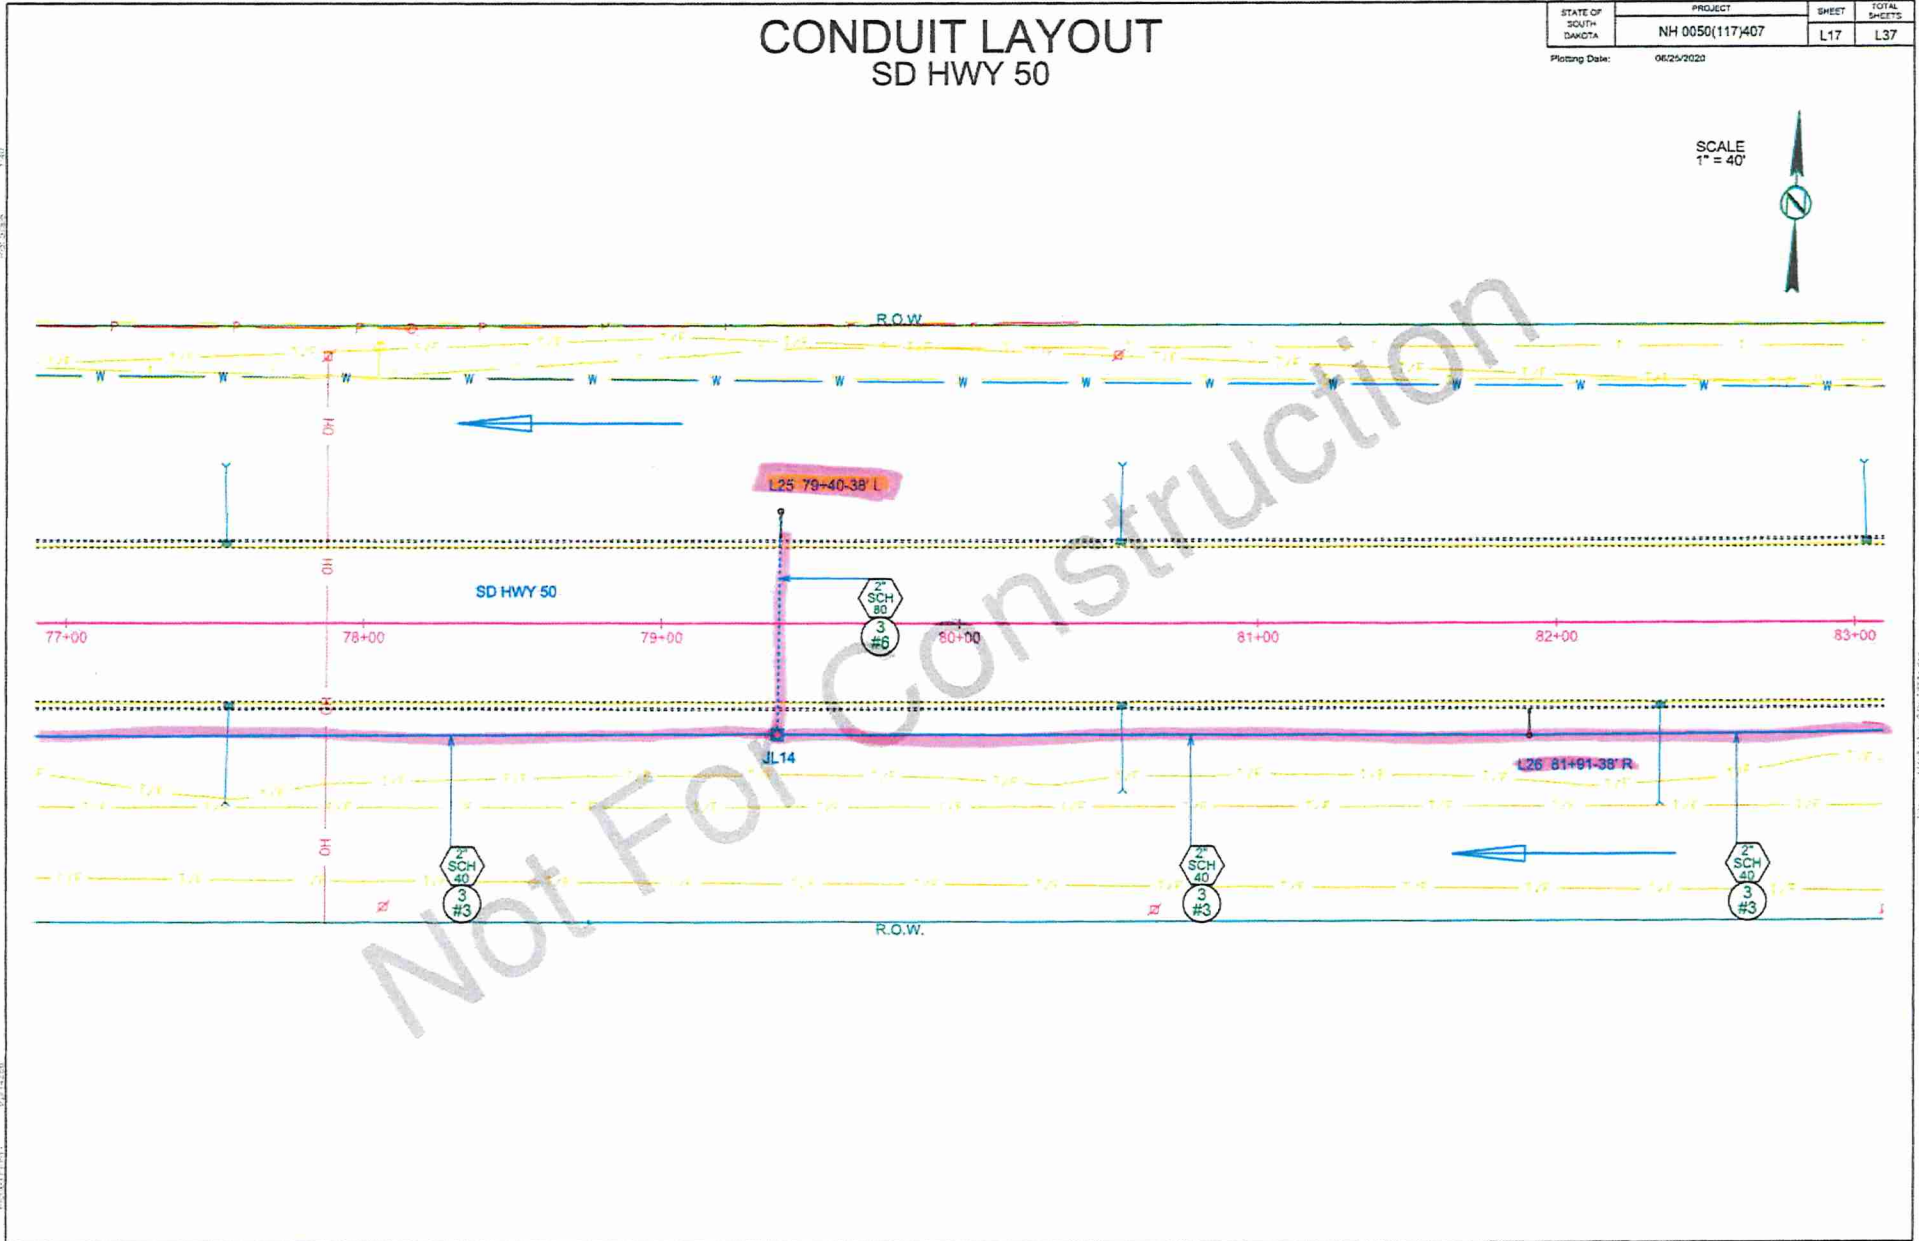 CONDUIT LAYOUT
SD HWY 50
STATE OF SOUTH DAKOTA
PROJECT
NH 0050(117)407
SHEET
L17
TOTAL SHEETS
L37
Plotting Date: 06/25/2020
SCALE
1" = 40'
N
R.O.W.
P P P P
W W W W W W W W W W W W W W W
OH
L25 79+40-38' L
OH
SD HWY 50
2"
SCH
80
3
#6
77+00 78+00 79+00 80+00 81+00 82+00 83+00
OH
JL14
L26 81+91-38' R
OH
2"
SCH
40
3
#3
2"
SCH
40
3
#3
2"
SCH
40
3
#3
R.O.W.
Not For Construction